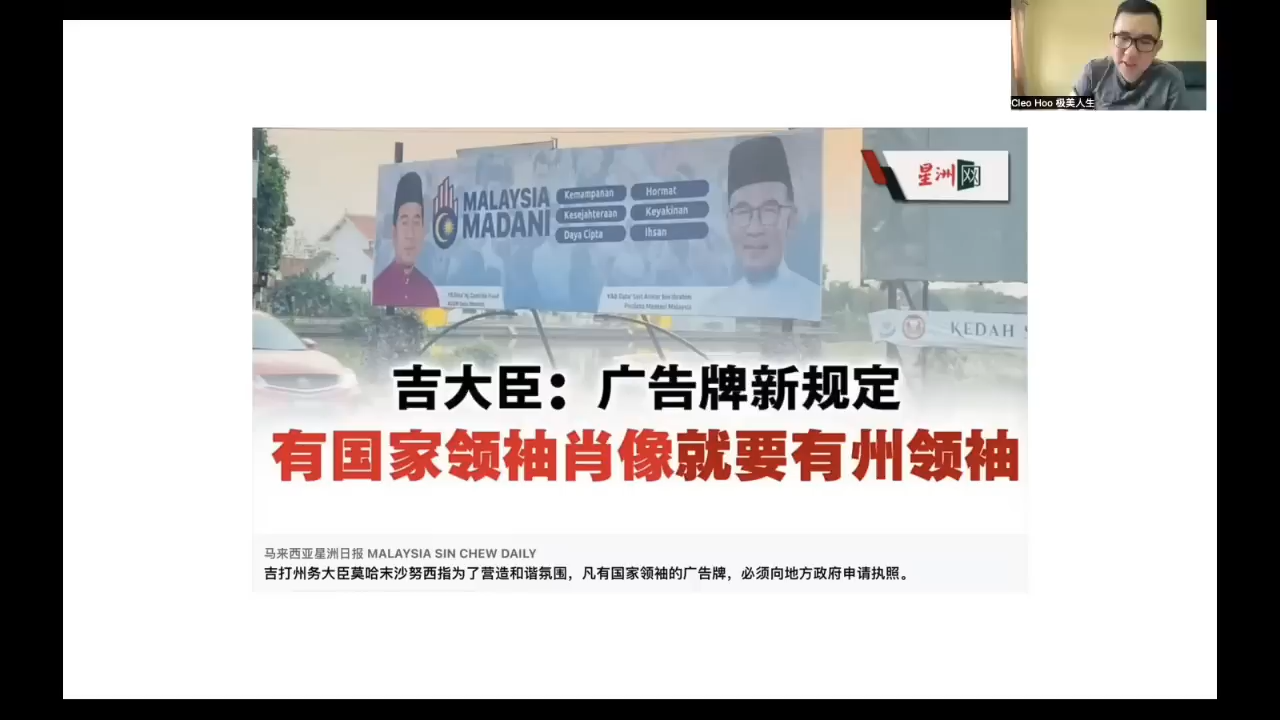 Cleo Hoo 极美人生
星洲网
MALAYSIA
MADANI
Kemampanan
Hormat
Kesejahteraan
Keyakinan
Daya Cipta
Ihsan
Perdana Menteri Malaysia
KEDAH S
吉大臣：广告牌新规定
有国家领袖肖像就要有州领袖
马来西亚星洲日报 MALAYSIA SIN CHEW DAILY
吉打州务大臣莫哈末沙努西指为了营造和谐氛围，凡有国家领袖的广告牌，必须向地方政府申请执照。